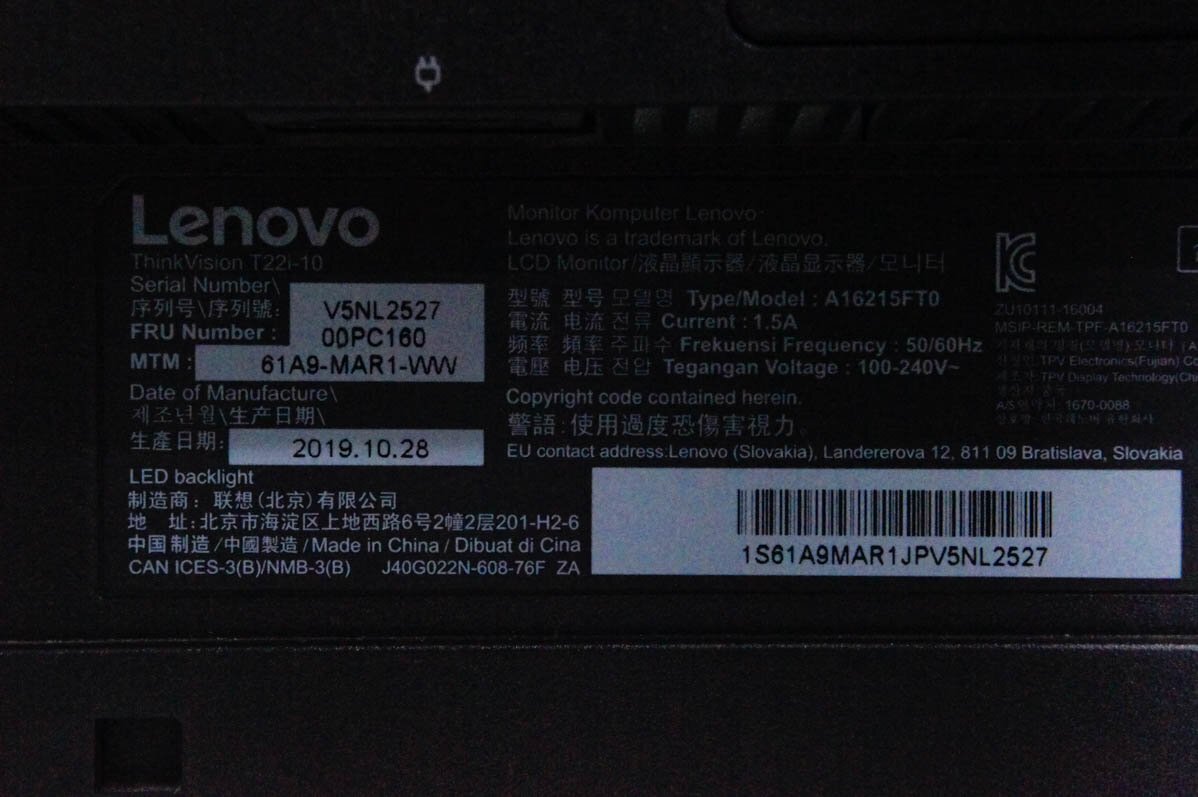 Lenovo
ThinkVision T22i-10
Serial Number\
序列号\序列號: V5NL2527
FRU Number : 00PC160
MTM : 61A9-MAR1-WW
Date of Manufacture\
제조년월\生产日期\
生產日期: 2019.10.28
LED backlight
制造商: 联想(北京)有限公司
地 址:北京市海淀区上地西路6号2幢2层201-H2-6
中国制造/中國製造/Made in China / Dibuat di Cina
CAN ICES-3(B)/NMB-3(B) J40G022N-608-76F ZA
Monitor Komputer Lenovo
Lenovo is a trademark of Lenovo.
LCD Monitor/液晶顯示器/液晶显示器/모니터
型號 型号 모델명 Type/Model : A16215FT0
電流 电流 전류 Current : 1.5A
频率 頻率 주파수 Frekuensi Frequency : 50/60Hz
電壓 电压 전압 Tegangan Voltage : 100-240V~
Copyright code contained herein.
警語:使用過度恐傷害視力。
EU contact address:Lenovo (Slovakia), Landererova 12, 811 09 Bratislava, Slovakia
1S61A9MAR1JPV5NL2527
ZU10111-16004
MSIP-REM-TPF-A16215FT0
모니터 (A
TPV Electronics(Fujian) Co
TPV Display Technology(Ch
1670-0088